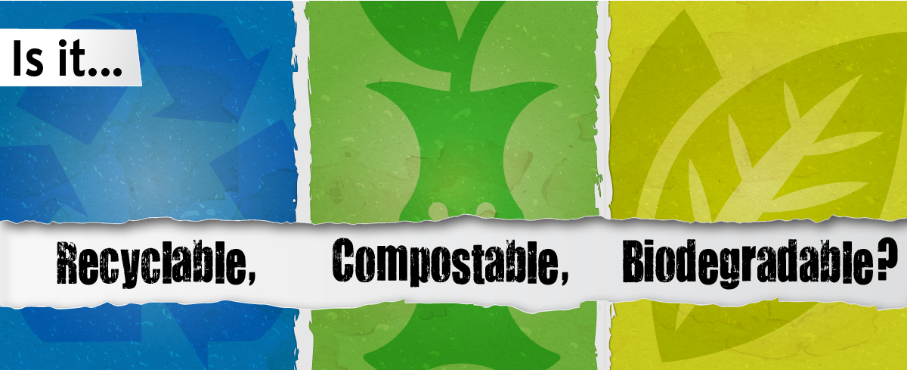 Is it...
Recyclable, Compostable, Biodegradable?